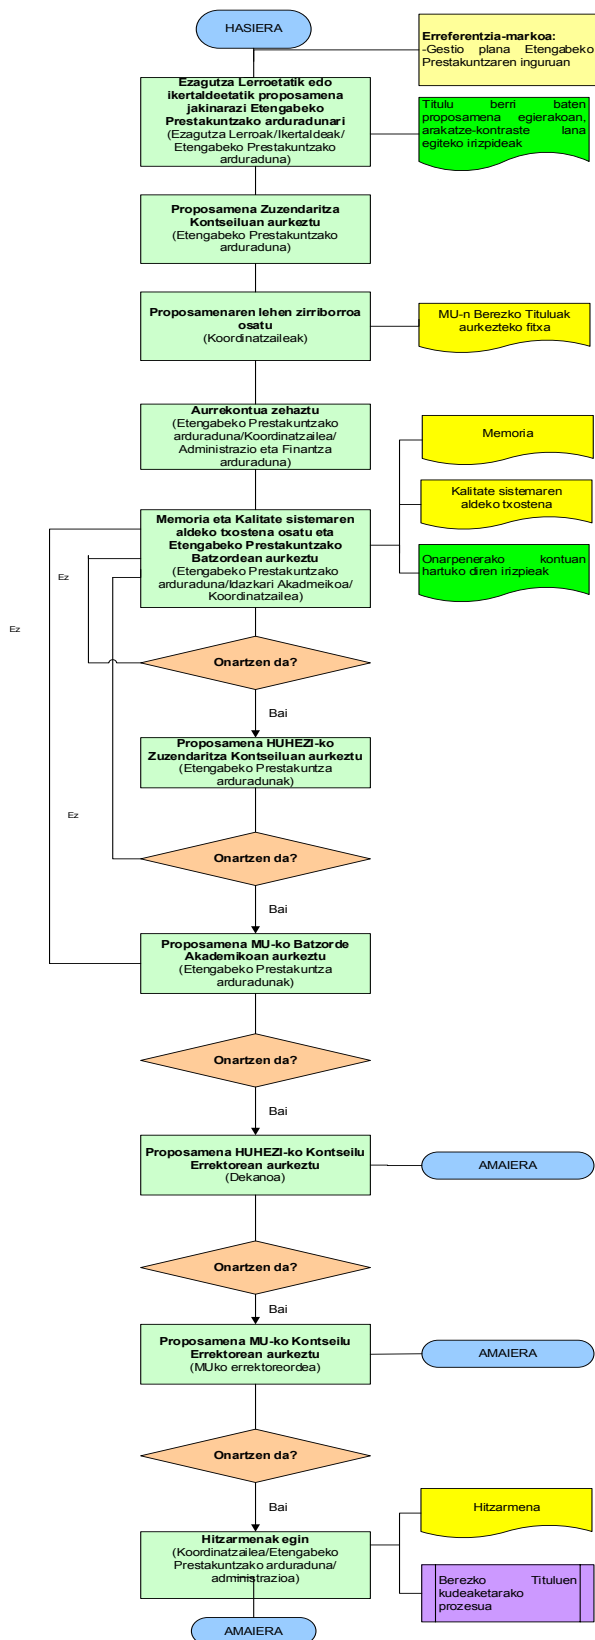 HASIERA
Erreferentzia-markoa:
-Gestio plana Etengabeko
Prestakuntzaren inguruan
Ezagutza Lerroetatik edo
ikertaldeetatik proposamena
jakinarazi Etengabeko
Prestakuntzako arduradunari
(Ezagutza Lerroak/Ikertaldeak/
Etengabeko Prestakuntzako
arduraduna)
Titulu berri baten
proposamena egierakoan,
arakatze-kontraste lana
egiteko irizpideak
Proposamena Zuzendaritza
Kontseiluan aurkeztu
(Etengabeko Prestakuntzako
arduraduna)
Proposamenaren lehen zirriborroa
osatu
(Koordinatzaileak)
MU-n Berezko Tituluak
aurkezteko fitxa
Aurrekontua zehaztu
(Etengabeko Prestakuntzako
arduraduna/Koordinatzailea/
Administrazio eta Finantza
arduraduna)
Memoria
Kalitate sistemaren
aldeko txostena
Memoria eta Kalitate sistemaren
aldeko txostena osatu eta
Etengabeko Prestakuntzako
Batzordean aurkeztu
(Etengabeko Prestakuntzako
arduraduna/Idazkari Akadmeikoa/
Koordinatzailea)
Onarpenerako kontuan
hartuko diren irizpieak
Ez
Ez
Onartzen da?
Bai
Proposamena HUHEZI-ko
Zuzendaritza Kontseiluan aurkeztu
(Etengabeko Prestakuntza
arduradunak)
Ez
Onartzen da?
Bai
Proposamena MU-ko Batzorde
Akademikoan aurkeztu
(Etengabeko Prestakuntza
arduradunak)
Onartzen da?
Bai
Proposamena HUHEZI-ko Kontseilu
Errektorean aurkeztu
(Dekanoa)
AMAIERA
Onartzen da?
Bai
Proposamena MU-ko Kontseilu
Errektorean aurkeztu
(MUko errektoreordea)
AMAIERA
Onartzen da?
Bai
Hitzarmenak egin
(Koordinatzailea/Etengabeko
Prestakuntzako arduraduna/
administrazioa)
Hitzarmena
Berezko Tituluen
kudeaketarako
prozesua
AMAIERA